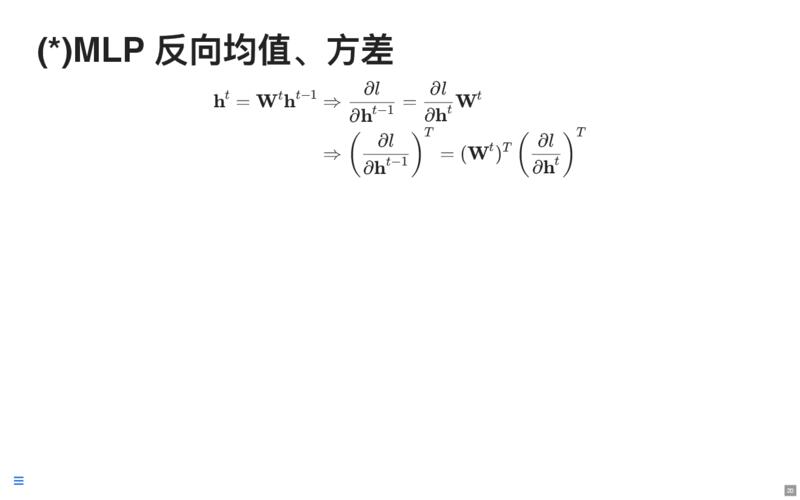 (*)MLP 反向均值、方差
$\mathbf{h}^t = \mathbf{W}^t\mathbf{h}^{t-1} \Rightarrow \frac{\partial l}{\partial \mathbf{h}^{t-1}} = \frac{\partial l}{\partial \mathbf{h}^t}\mathbf{W}^t$
$\Rightarrow \left(\frac{\partial l}{\partial \mathbf{h}^{t-1}}\right)^T = (\mathbf{W}^t)^T \left(\frac{\partial l}{\partial \mathbf{h}^t}\right)^T$
20